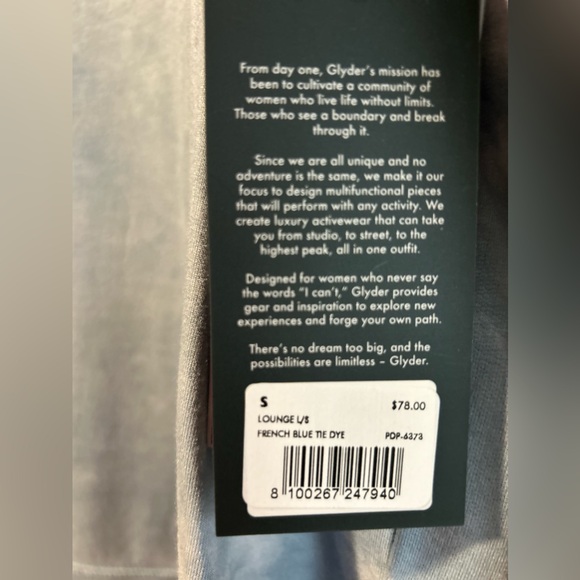 From day one, Glyder's mission has
been to cultivate a community of
women who live life without limits.
Those who see a boundary and break
through it.
Since we are all unique and no
adventure is the same, we make it our
focus to design multifunctional pieces
that will perform with any activity. We
create luxury activewear that can take
you from studio, to street, to the
highest peak, all in one outfit.
Designed for women who never say
the words "I can't," Glyder provides
gear and inspiration to explore new
experiences and forge your own path.
There's no dream too big, and the
possibilities are limitless – Glyder.
S $78.00
LOUNGE L/S
FRENCH BLUE TIE DYE POP-6373
8 100267 247940